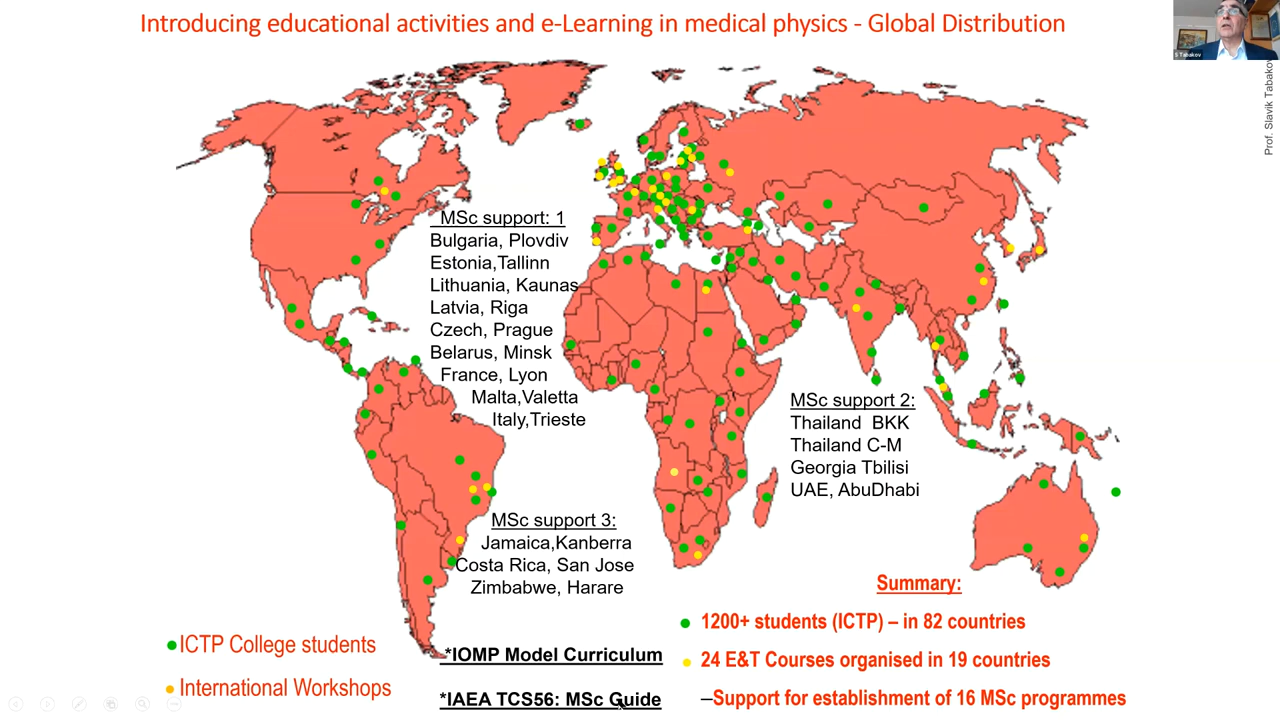 Introducing educational activities and e-Learning in medical physics - Global Distribution
S Tabakov
Prof. Slavik Tabakov
MSc support: 1
Bulgaria, Plovdiv
Estonia,Tallinn
Lithuania, Kaunas
Latvia, Riga
Czech, Prague
Belarus, Minsk
France, Lyon
Malta,Valetta
Italy,Trieste
MSc support 2:
Thailand BKK
Thailand C-M
Georgia Tbilisi
UAE, AbuDhabi
MSc support 3:
Jamaica,Kanberra
Costa Rica, San Jose
Zimbabwe, Harare
Summary:
1200+ students (ICTP) – in 82 countries
24 E&T Courses organised in 19 countries
–Support for establishment of 16 MSc programmes
ICTP College students
International Workshops
*IOMP Model Curriculum
*IAEA TCS56: MSc Guide